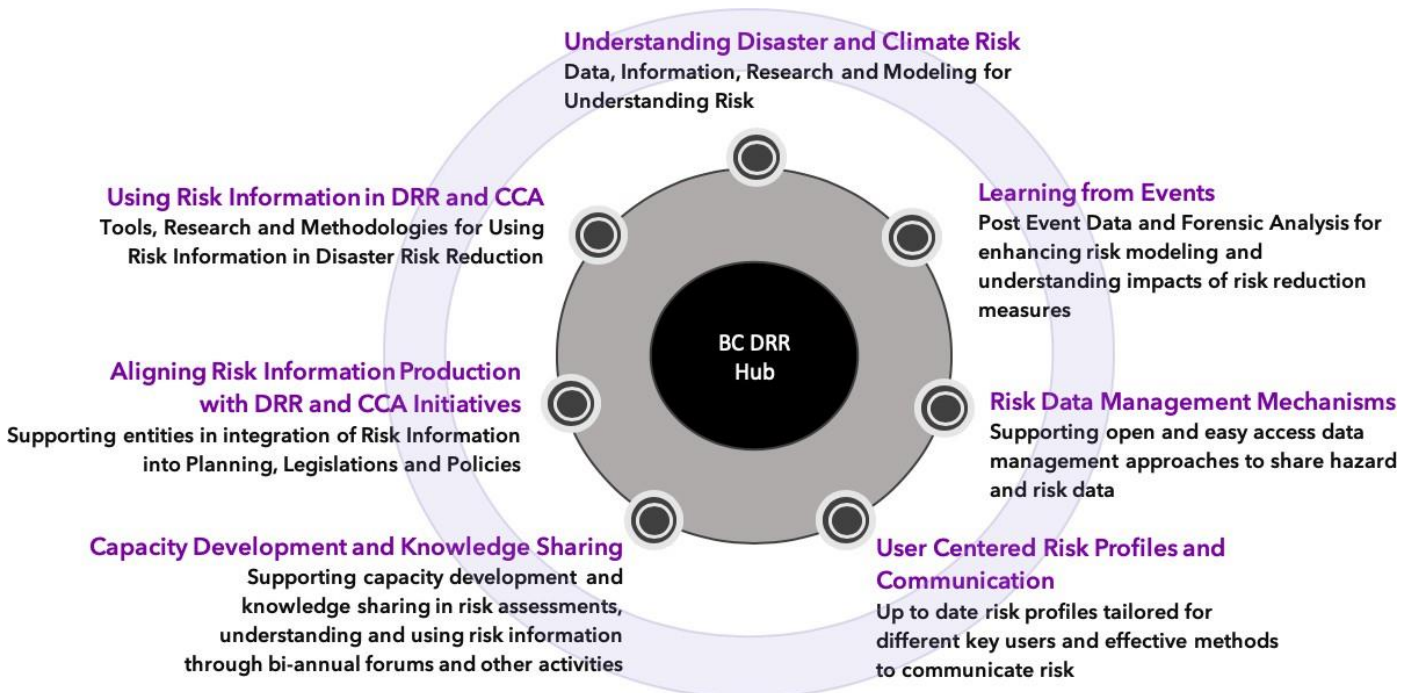 Understanding Disaster and Climate Risk
Data, Information, Research and Modeling for
Understanding Risk
Using Risk Information in DRR and CCA
Tools, Research and Methodologies for Using
Risk Information in Disaster Risk Reduction
Learning from Events
Post Event Data and Forensic Analysis for
enhancing risk modeling and
understanding impacts of risk reduction
measures
BC DRR
Hub
Aligning Risk Information Production
with DRR and CCA Initiatives
Supporting entities in integration of Risk Information
into Planning, Legislations and Policies
Risk Data Management Mechanisms
Supporting open and easy access data
management approaches to share hazard
and risk data
Capacity Development and Knowledge Sharing
Supporting capacity development and
knowledge sharing in risk assessments,
understanding and using risk information
through bi-annual forums and other activities
User Centered Risk Profiles and
Communication
Up to date risk profiles tailored for
different key users and effective methods
to communicate risk